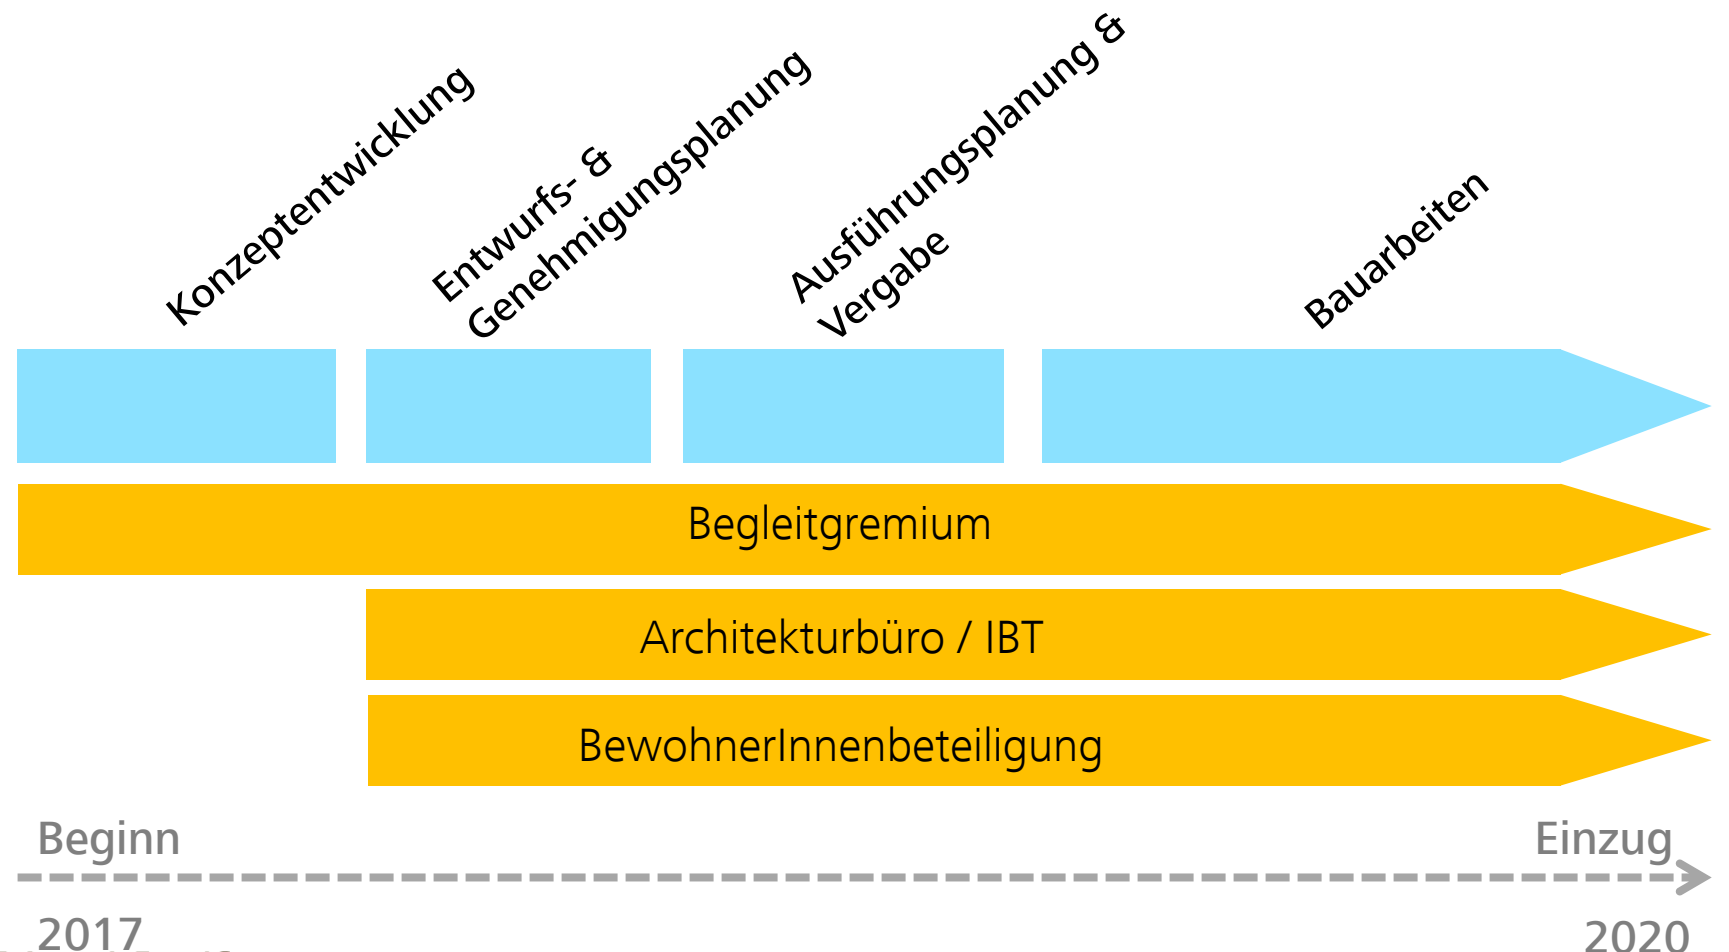 Konzeptentwicklung
Entwurfs- &
Genehmigungsplanung
Ausführungsplanung &
Vergabe
Bauarbeiten
Begleitgremium
Architekturbüro / IBT
BewohnerInnenbeteiligung
Beginn
Einzug
2017
2020